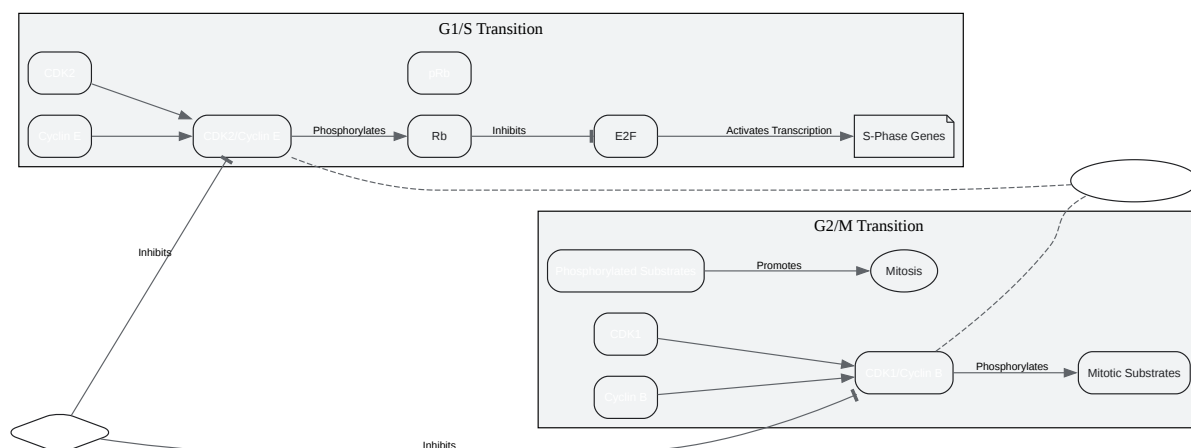 G1/S Transition
CDK2
pRb
Cyclin E
CDK2/Cyclin E
Phosphorylates
Rb
Inhibits
E2F
Activates Transcription
S-Phase Genes
G2/M Transition
Inhibits
Phosphorylated Substrates
Promotes
Mitosis
CDK1
CDK1/Cyclin B
Phosphorylates
Mitotic Substrates
Cyclin B
Inhibits